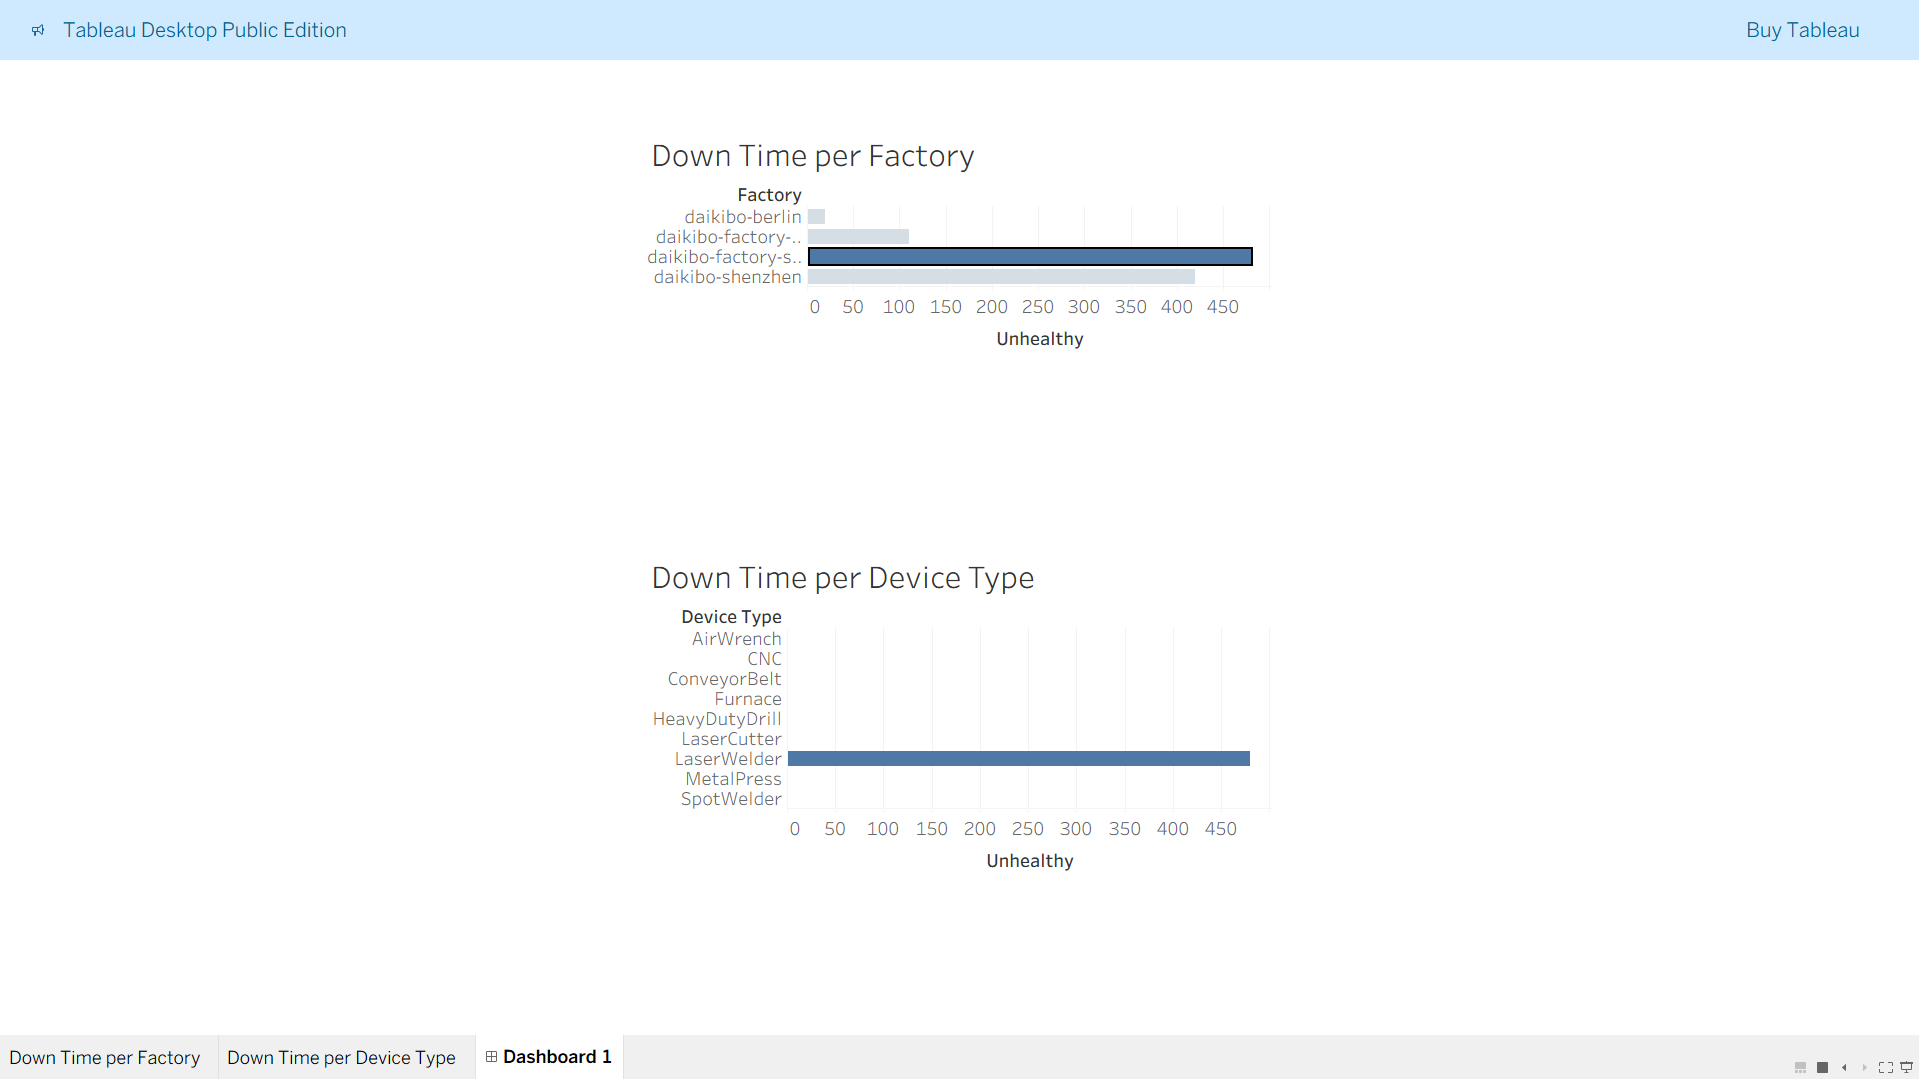 Tableau Desktop Public Edition
Buy Tableau
Down Time per Factory
Factory
daikibo-berlin
daikibo-factory-..
daikibo-factory-s..
daikibo-shenzhen
0 50 100 150 200 250 300 350 400 450
Unhealthy
Down Time per Device Type
Device Type
AirWrench
CNC
ConveyorBelt
Furnace
HeavyDutyDrill
LaserCutter
LaserWelder
MetalPress
SpotWelder
0 50 100 150 200 250 300 350 400 450
Unhealthy
Down Time per Factory
Down Time per Device Type
Dashboard 1